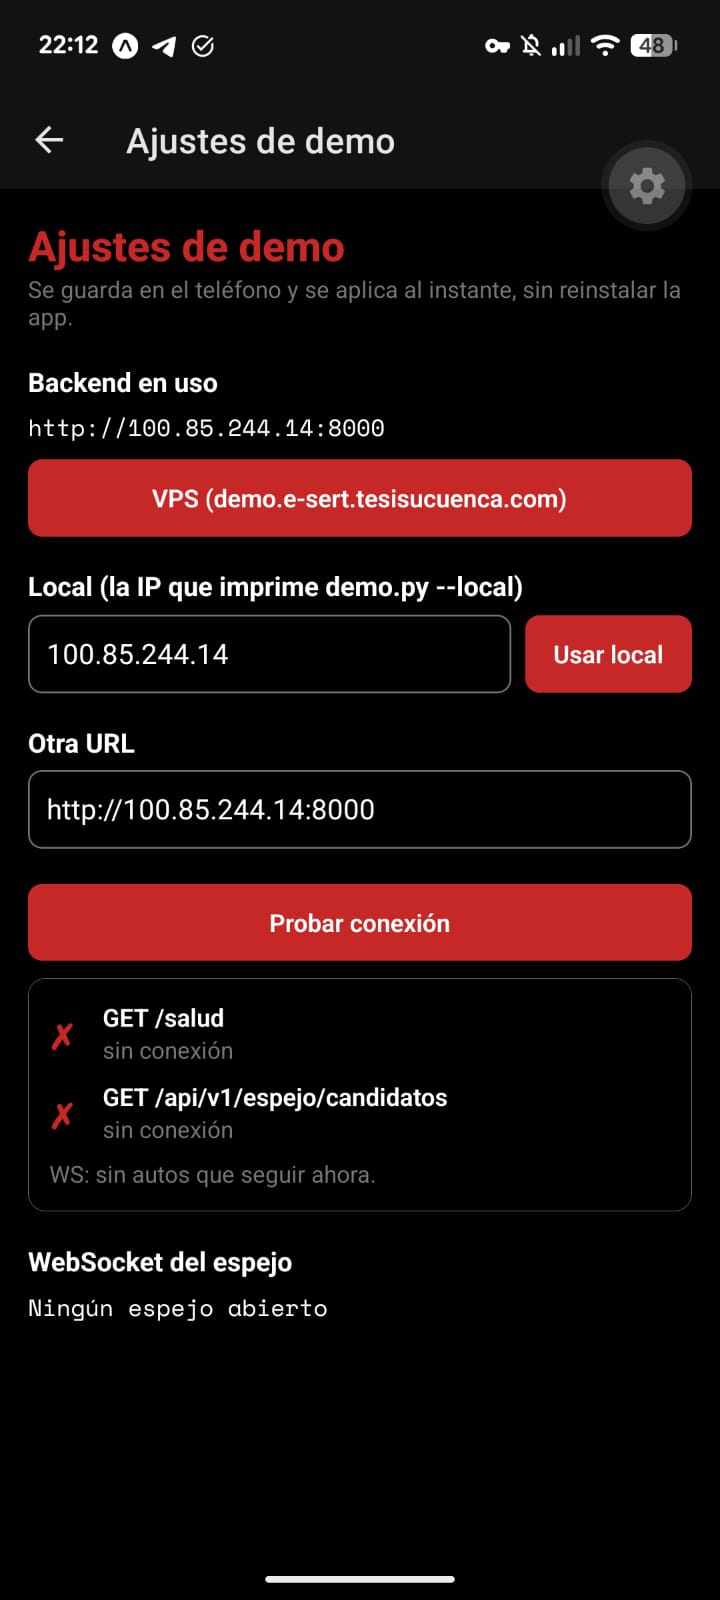 22:12
48
Ajustes de demo
Ajustes de demo
Se guarda en el teléfono y se aplica al instante, sin reinstalar la
app.
Backend en uso
http://100.85.244.14:8000
VPS (demo.e-sert.tesisucuenca.com)
Local (la IP que imprime demo.py --local)
100.85.244.14
Usar local
Otra URL
http://100.85.244.14:8000
Probar conexión
✗ GET /salud
sin conexión
✗ GET /api/v1/espejo/candidatos
sin conexión
WS: sin autos que seguir ahora.
WebSocket del espejo
Ningún espejo abierto